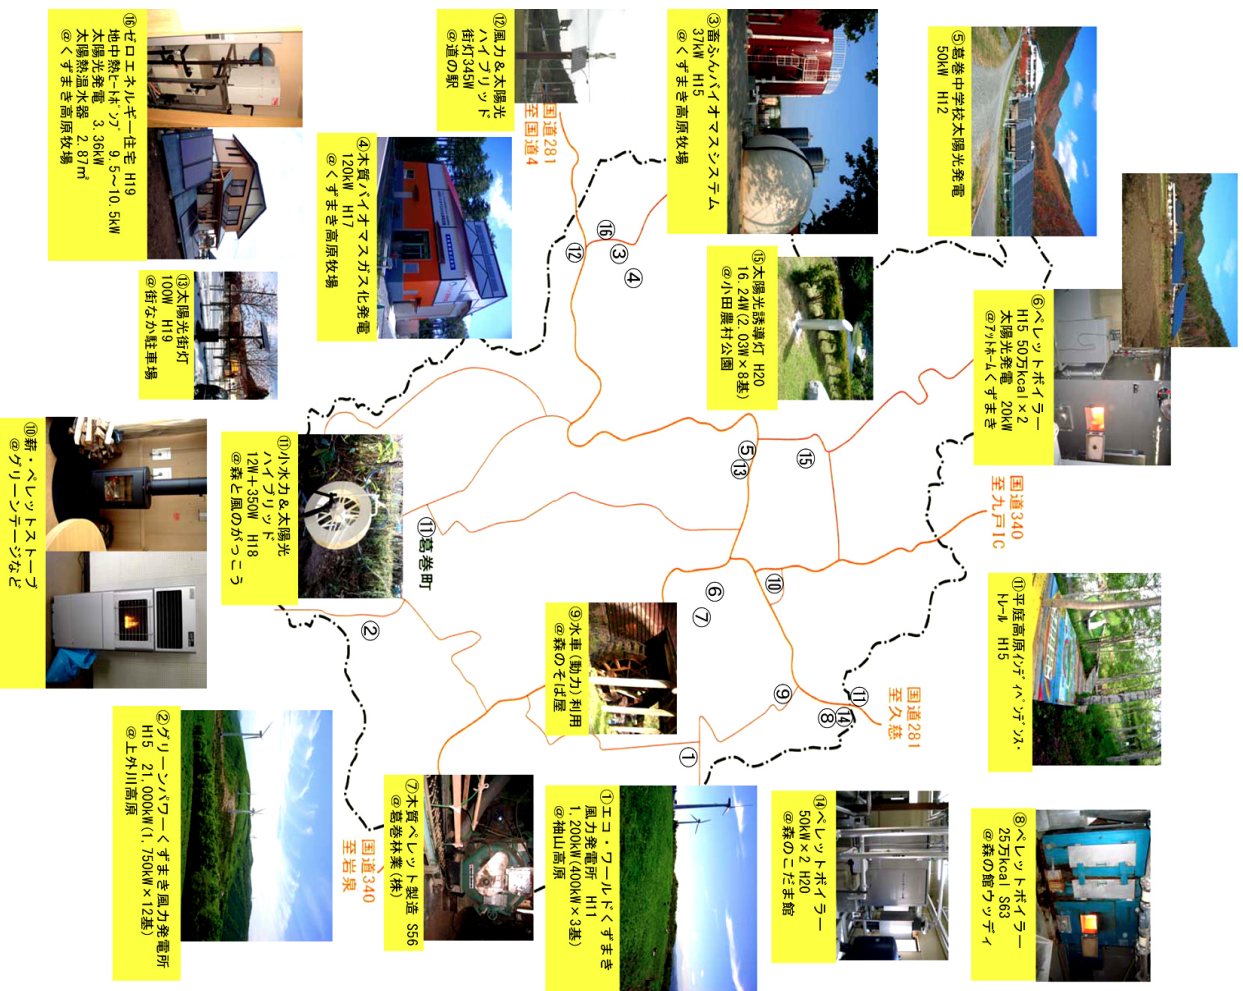 ⑤葛巻中学校太陽光発電
50kW H12
③畜ふんバイオマスシステム
37kW H15
@くずまき高原牧場
⑫風力&太陽光
ハイブリッド
街灯345W
@道の駅
⑯ゼロエネルギー住宅 H19
地中熱ヒートポンプ 9.5~10.5kW
太陽光発電 3.36kW
太陽熱温水器 2.87㎡
@くずまき高原牧場
④木質バイオマスガス化発電
120kW H17
@くずまき高原牧場
国道281
至国道4
⑥ペレットボイラー
H15 50万kcal×2
太陽光発電 20kW
@アットホームくずまき
⑮太陽光誘導灯 H20
16.24W(2.03W×8基)
@小田農村公園
⑬太陽光街灯
100W H19
@街なか駐車場
⑯
③
④
⑫
⑤
⑬
⑮
国道340
至九戸IC
⑪小水力&太陽光
ハイブリッド
12W+350W H18
@森と風のがっこう
⑩薪・ペレットストーブ
@グリーンテージなど
⑪葛巻町
⑩
⑥
⑦
②
⑪平庭高原インディペンデンス・
トレール H15
⑨水車(動力)利用
@森のそば屋
国道281
至久慈
⑨
⑪
⑭
⑧
①
②グリーンパワーくずまき風力発電所
H15 21,000kW(1,750kW×12基)
@上外川高原
国道340
至岩泉
⑦木質ペレット製造 S56
@葛巻林業(株)
①エコ・ワールドくずまき
風力発電所 H11
1,200kW(400kW×3基)
@袖山高原
⑭ペレットボイラー
50kW×2 H20
@森のこだま館
⑧ペレットボイラー
25万kcal S63
@森の館ウッディ